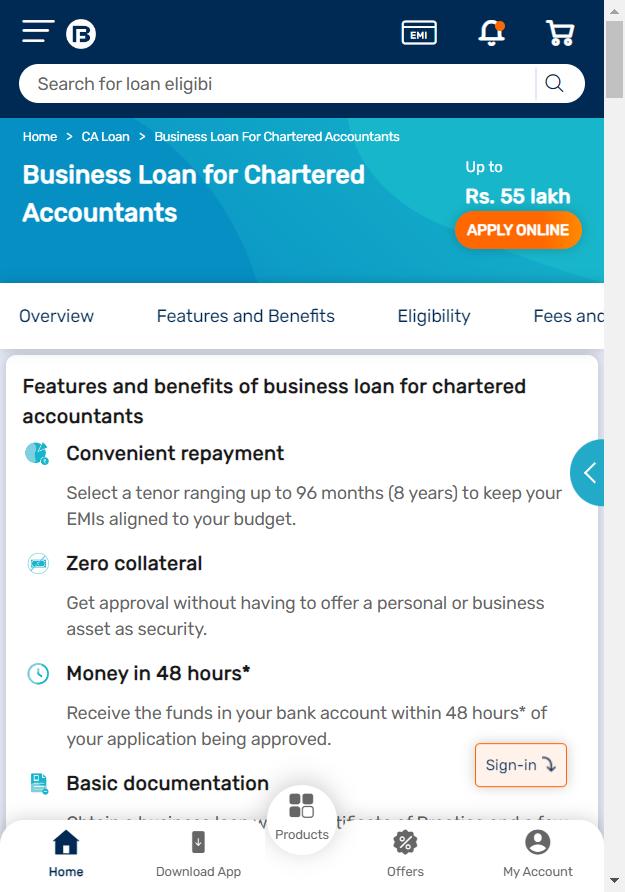 EMI
Search for loan eligibi
Home > CA Loan > Business Loan For Chartered Accountants
Business Loan for Chartered
Accountants
Up to
Rs. 55 lakh
APPLY ONLINE
Overview Features and Benefits Eligibility Fees and
Features and benefits of business loan for chartered
accountants
Convenient repayment
Select a tenor ranging up to 96 months (8 years) to keep your
EMIs aligned to your budget.
Zero collateral
Get approval without having to offer a personal or business
asset as security.
Money in 48 hours*
Receive the funds in your bank account within 48 hours* of
your application being approved.
Sign-in
Basic documentation
Products
Home Download App Offers My Account